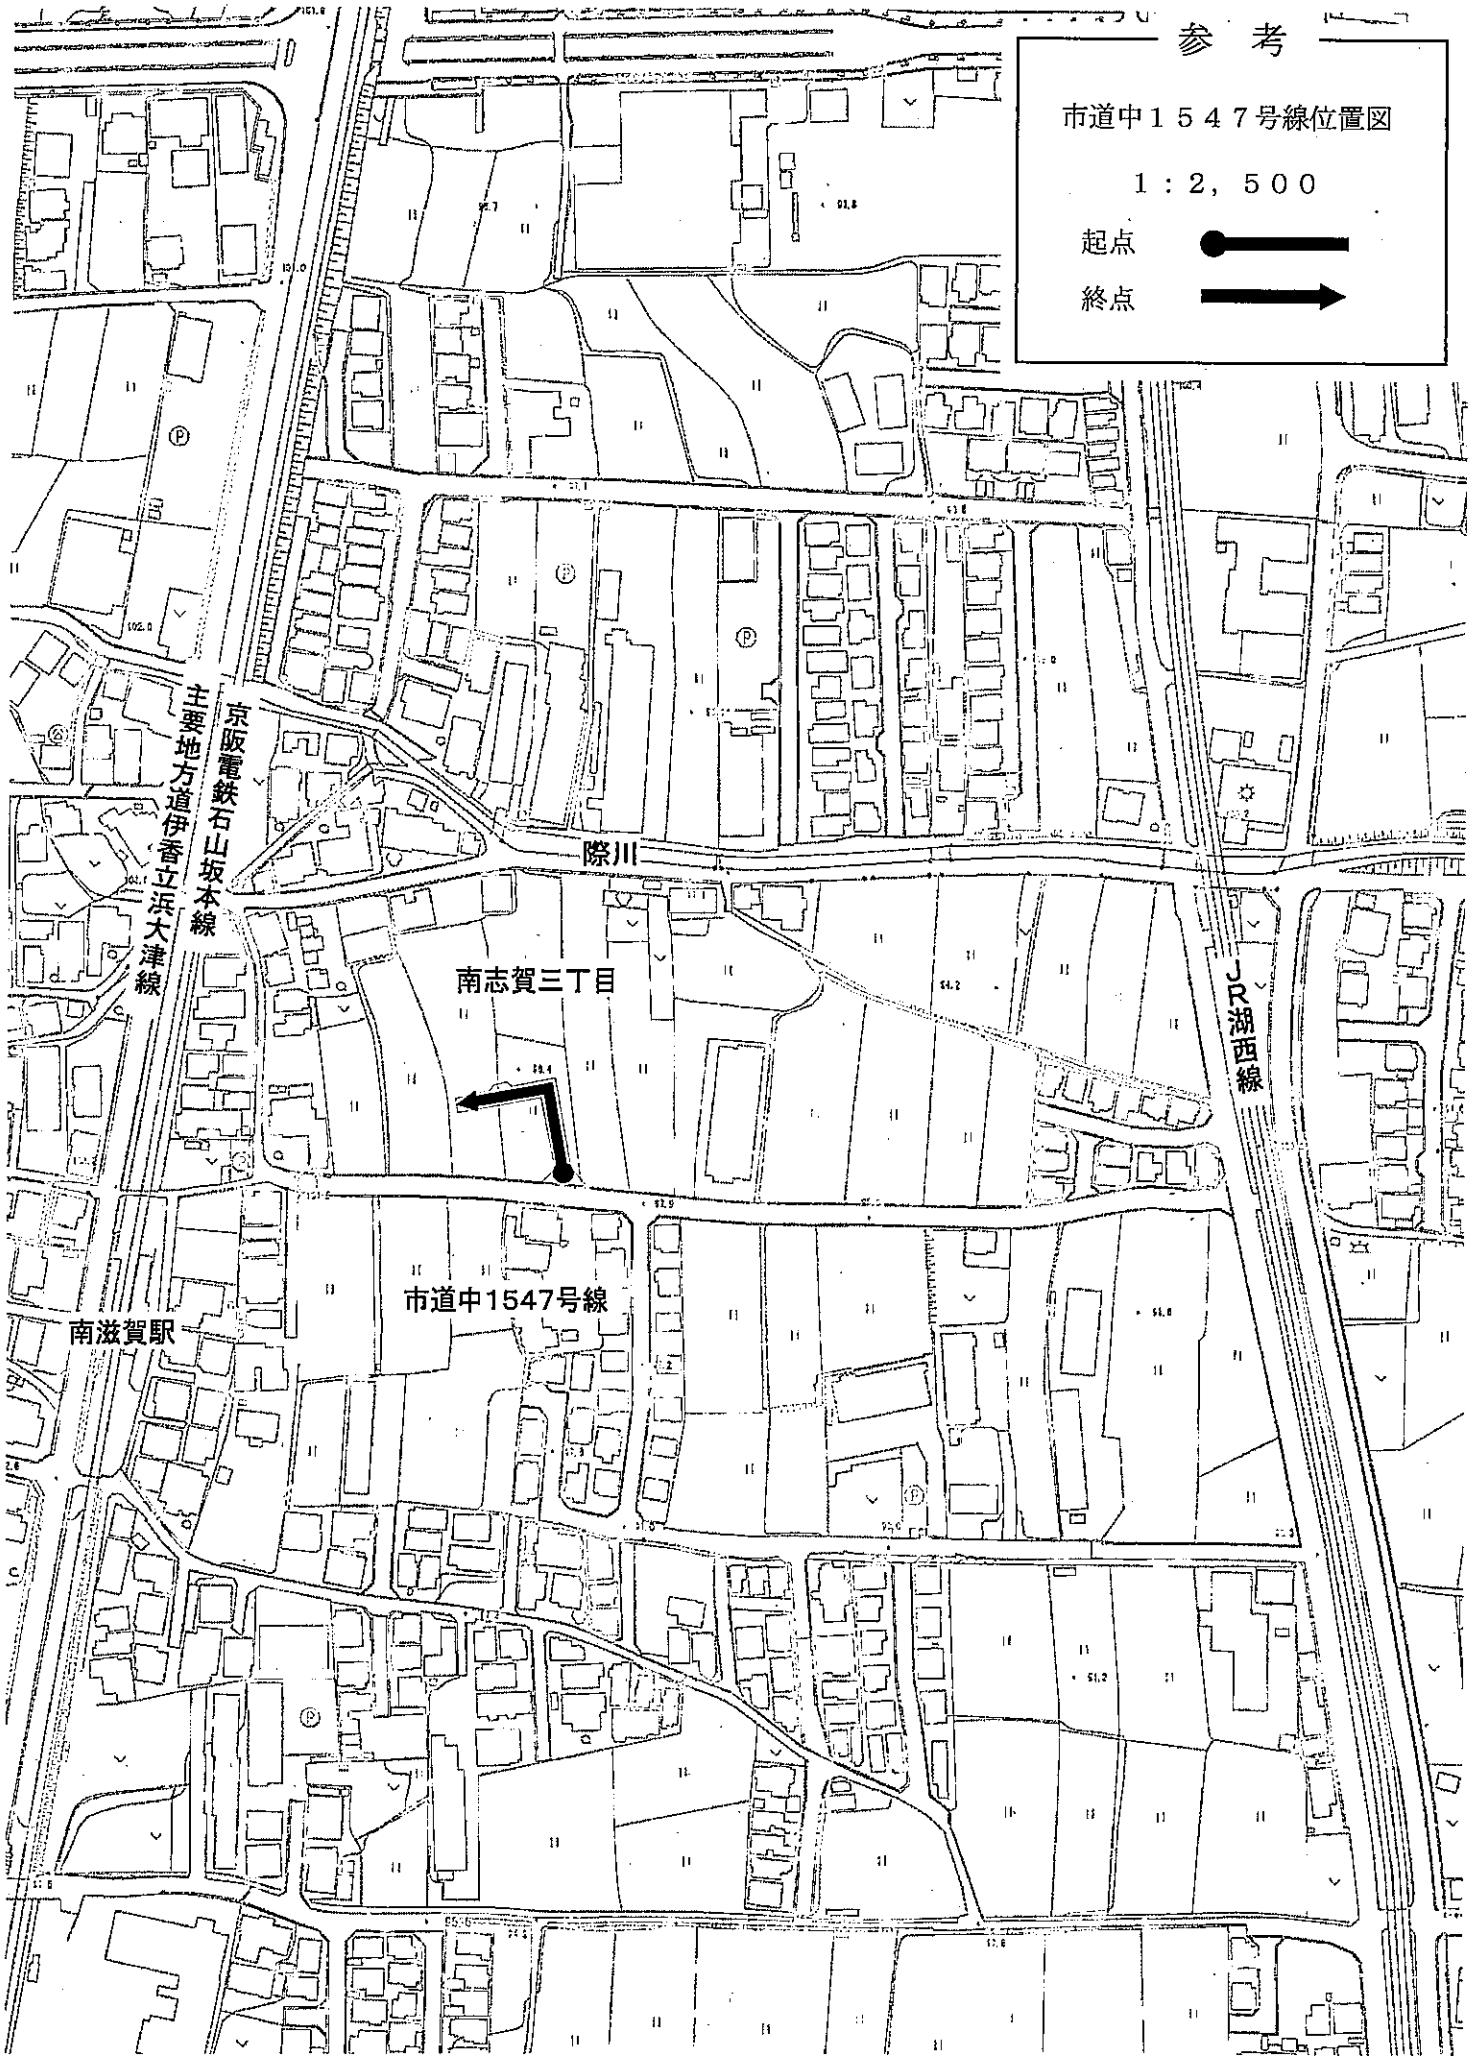 参考
市道中1547号線位置図
1:2,500
起点
終点
京阪電鉄石山坂本線
主要地方道伊香立浜大津線
際川
南志賀三丁目
JR湖西線
市道中1547号線
南滋賀駅